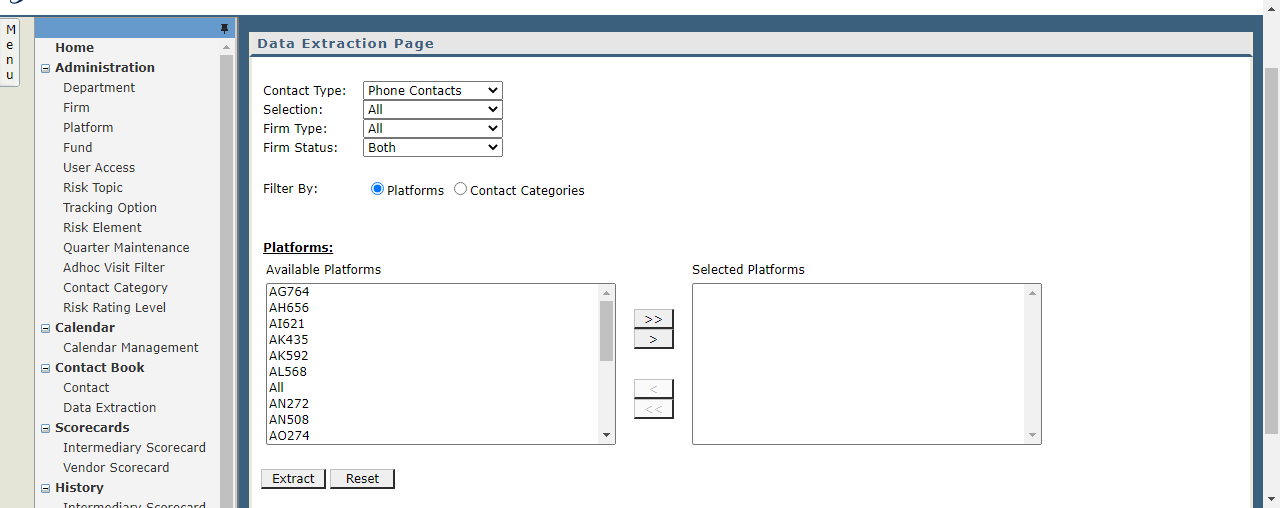 Menu
Home
Administration
Department
Firm
Platform
Fund
User Access
Risk Topic
Tracking Option
Risk Element
Quarter Maintenance
Adhoc Visit Filter
Contact Category
Risk Rating Level
Calendar
Calendar Management
Contact Book
Contact
Data Extraction
Scorecards
Intermediary Scorecard
Vendor Scorecard
History
Intermediary Scorecard
Data Extraction Page
Contact Type: Phone Contacts
Selection: All
Firm Type: All
Firm Status: Both
Filter By: Platforms Contact Categories
Platforms:
Available Platforms
AG764
AH656
AI621
AK435
AK592
AL568
All
AN272
AN508
AO274
>>
>
<
<<
Selected Platforms
Extract Reset